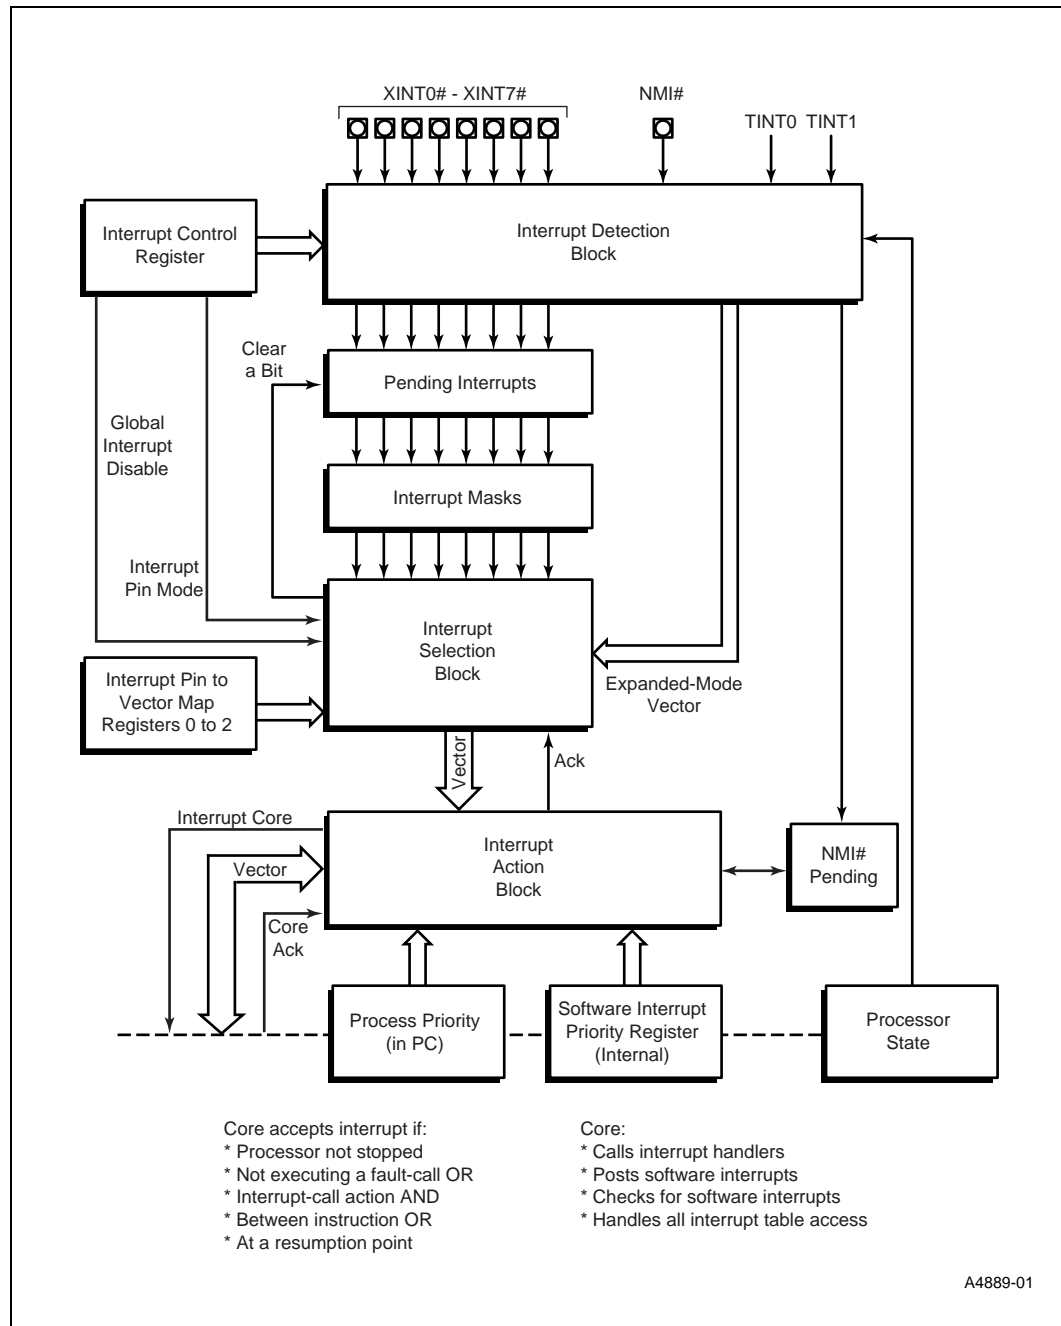 XINT0# - XINT7#
NMI#
TINT0 TINT1
Interrupt Control
Register
Interrupt Detection
Block
Clear
a Bit
Pending Interrupts
Global
Interrupt
Disable
Interrupt Masks
Interrupt
Pin Mode
Interrupt
Selection
Block
Interrupt Pin to
Vector Map
Registers 0 to 2
Expanded-Mode
Vector
Vector
Ack
Interrupt Core
Vector
Core
Ack
Interrupt
Action
Block
NMI#
Pending
Process Priority
(in PC)
Software Interrupt
Priority Register
(Internal)
Processor
State
Core accepts interrupt if:
* Processor not stopped
* Not executing a fault-call OR
* Interrupt-call action AND
* Between instruction OR
* At a resumption point
Core:
* Calls interrupt handlers
* Posts software interrupts
* Checks for software interrupts
* Handles all interrupt table access
A4889-01